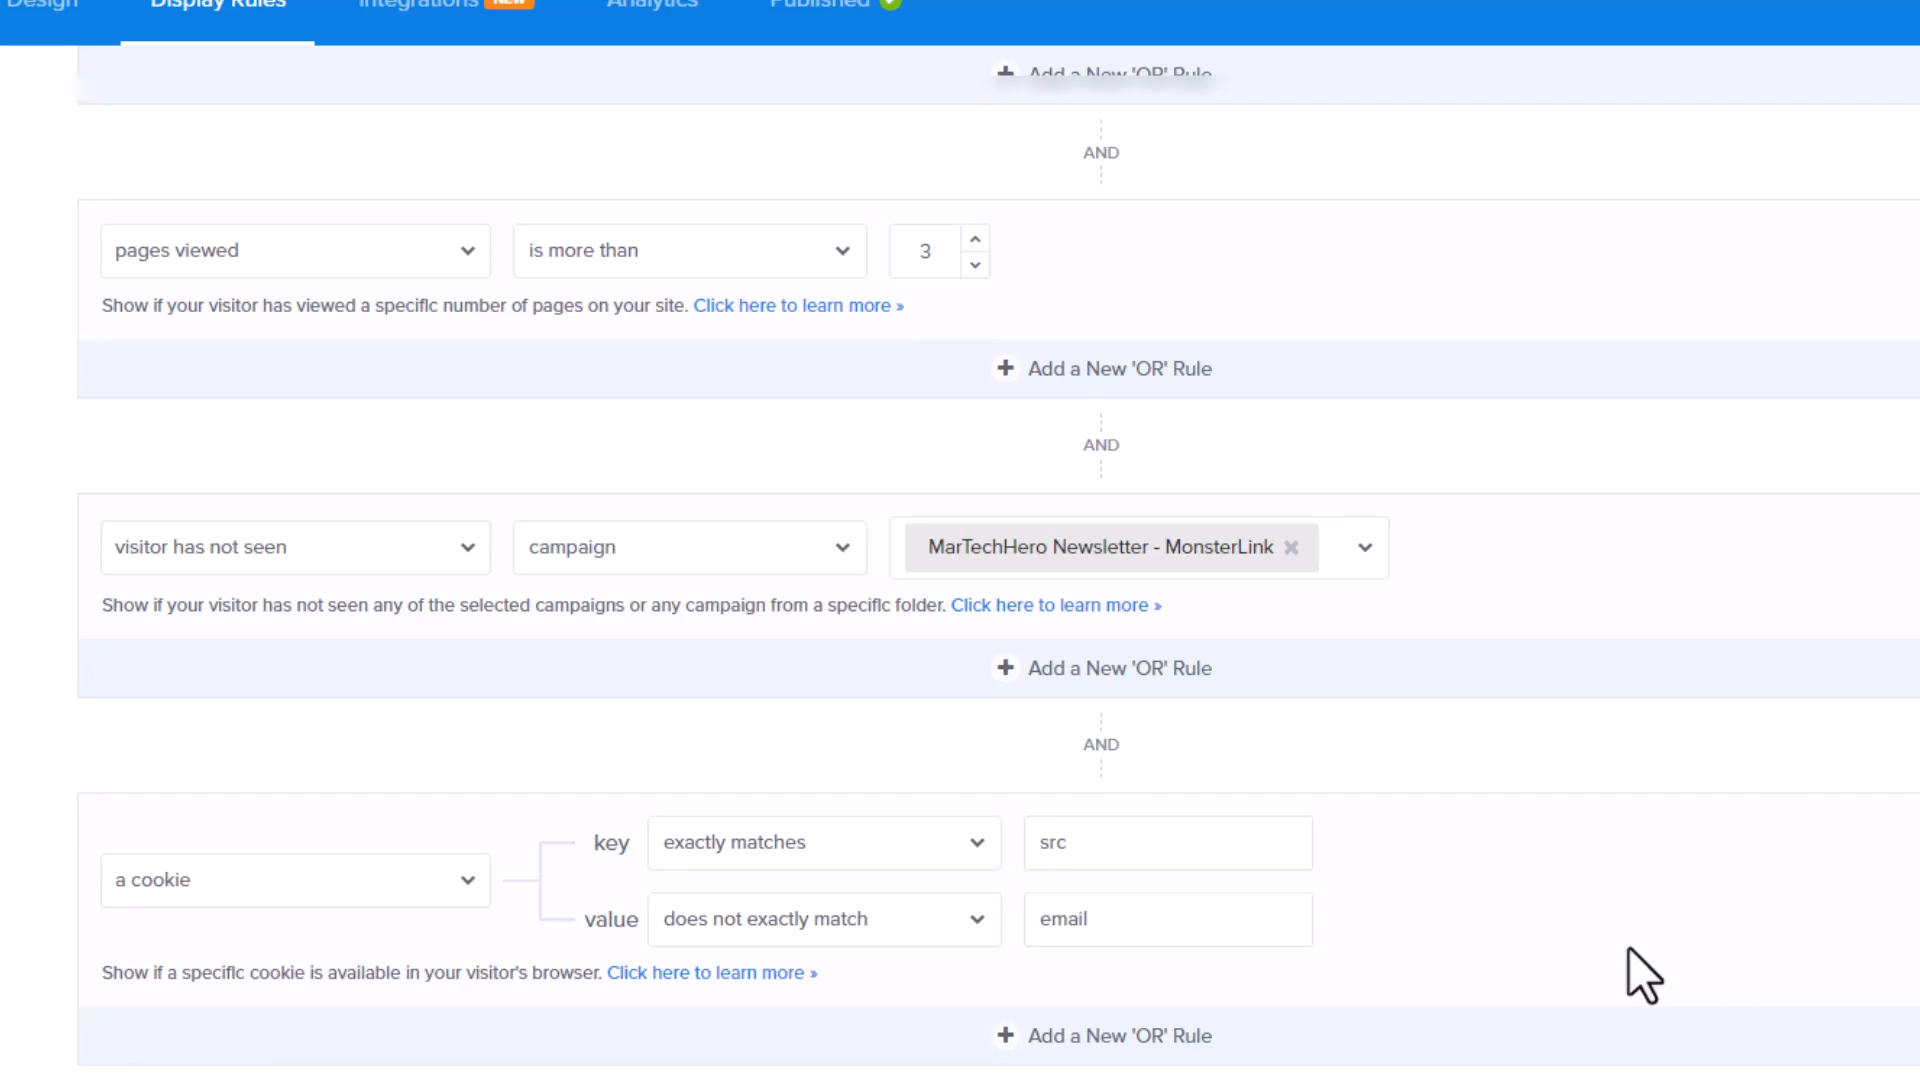 Design Display Rules Integrations NEW Analytics Published
Add a New 'OR' Rule
AND
pages viewed is more than 3
Show if your visitor has viewed a specific number of pages on your site. Click here to learn more »
Add a New 'OR' Rule
AND
visitor has not seen campaign MarTechHero Newsletter - MonsterLink
Show if your visitor has not seen any of the selected campaigns or any campaign from a specific folder. Click here to learn more »
Add a New 'OR' Rule
AND
key exactly matches src
a cookie
value does not exactly match email
Show if a specific cookie is available in your visitor's browser. Click here to learn more »
Add a New 'OR' Rule